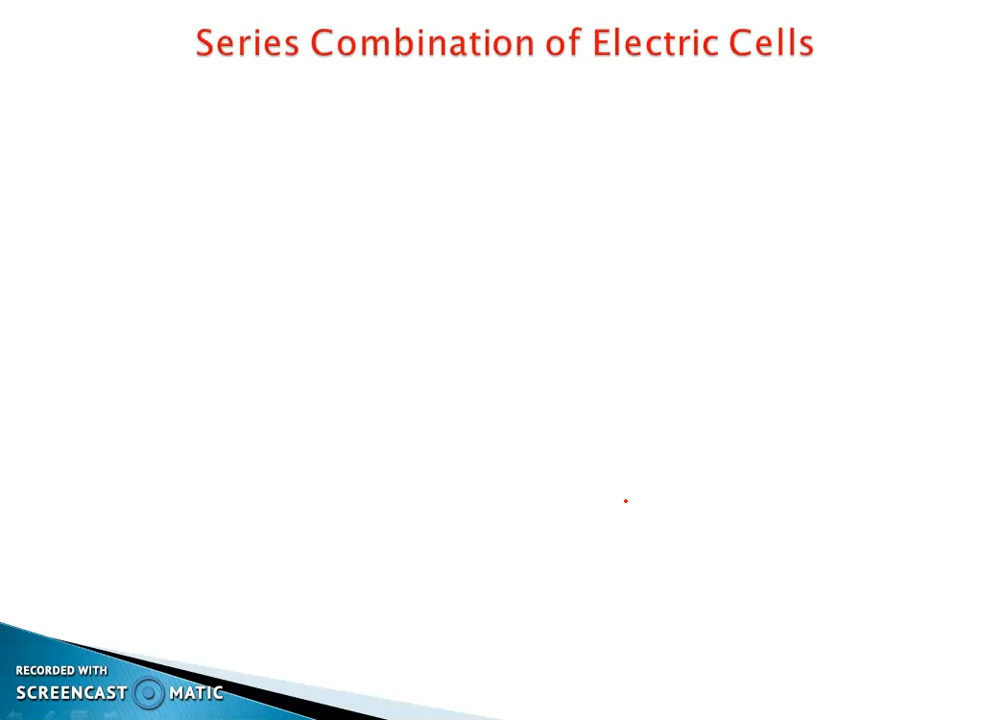 Series Combination of Electric Cells
RECORDED WITH
SCREENCAST MATIC